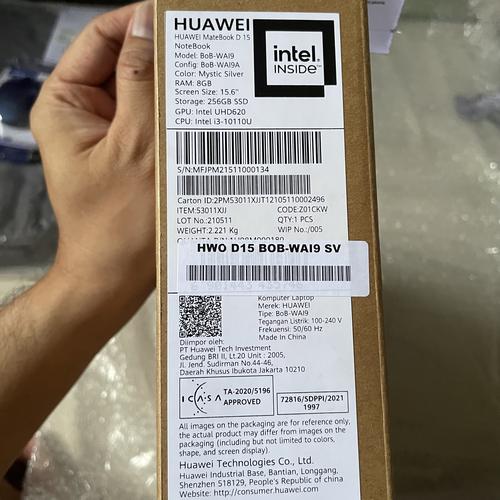 HUAWEI
HUAWEI MateBook D 15
NoteBook
Model: BoB-WAI9
Config: BoB-WAI9A
Color: Mystic Silver
RAM: 8GB
Screen Size: 15.6"
Storage: 256GB SSD
GPU: Intel UHD620
CPU: Intel i3-10110U
intel.
INSIDE™
S/N:MFJPM21511000134
Carton ID:2PM53011XJJT12105110002496
ITEM:53011XJJ CODE:Z01CKW
LOT No.:210511 QTY:1 PCS
WEIGHT:2.221 Kg WIP No.:/005
HWO D15 BOB-WAI9 SV
Komputer Laptop
Merek: HUAWEI
Tipe: BoB-WAI9
Tegangan Listrik: 100-240 V
Frekuensi: 50/60 Hz
Made in China
Diimpor oleh:
PT Huawei Tech Investment
Gedung BRI II, Lt.20 Unit : 2005,
Jl. Jend. Sudirman No.44-46,
Daerah Khusus Ibukota Jakarta 10210
ICASA
TA-2020/5196
APPROVED
72816/SDPPI/2021
1997
All images on the packaging are for reference only,
the actual product may differ from images on the
packaging (including but not limited to colors,
shape, and screen display).
Huawei Technologies Co., Ltd.
Huawei Industrial Base, Bantian, Longgang,
Shenzhen 518129, People's Republic of China
Website: http://consumer.huawei.com